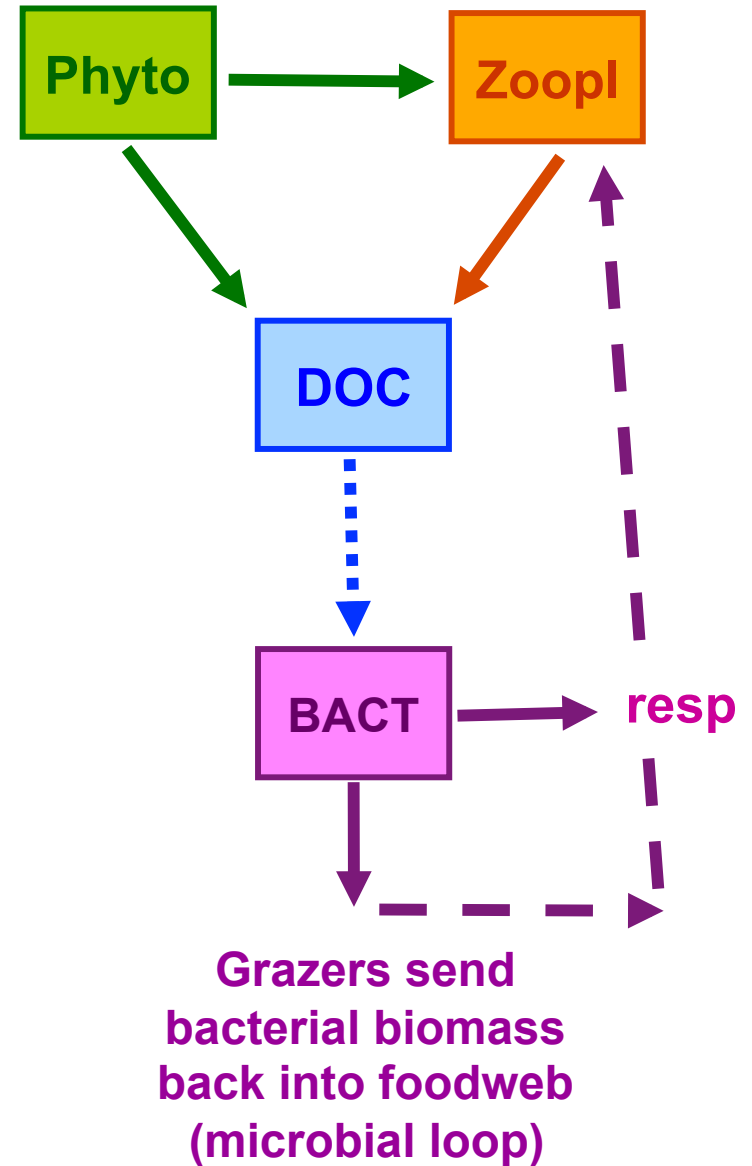 Phyto
Zoopl
DOC
BACT
resp
Grazers send
bacterial biomass
back into foodweb
(microbial loop)